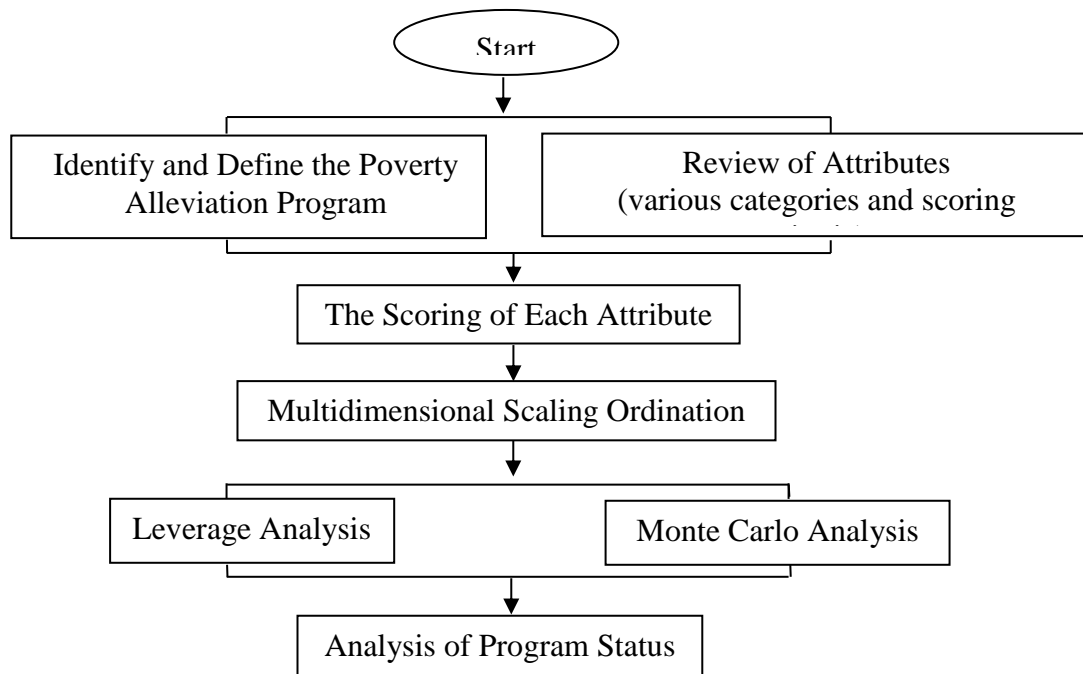 Start
Identify and Define the Poverty
Alleviation Program
Review of Attributes
(various categories and scoring
The Scoring of Each Attribute
Multidimensional Scaling Ordination
Leverage Analysis
Monte Carlo Analysis
Analysis of Program Status